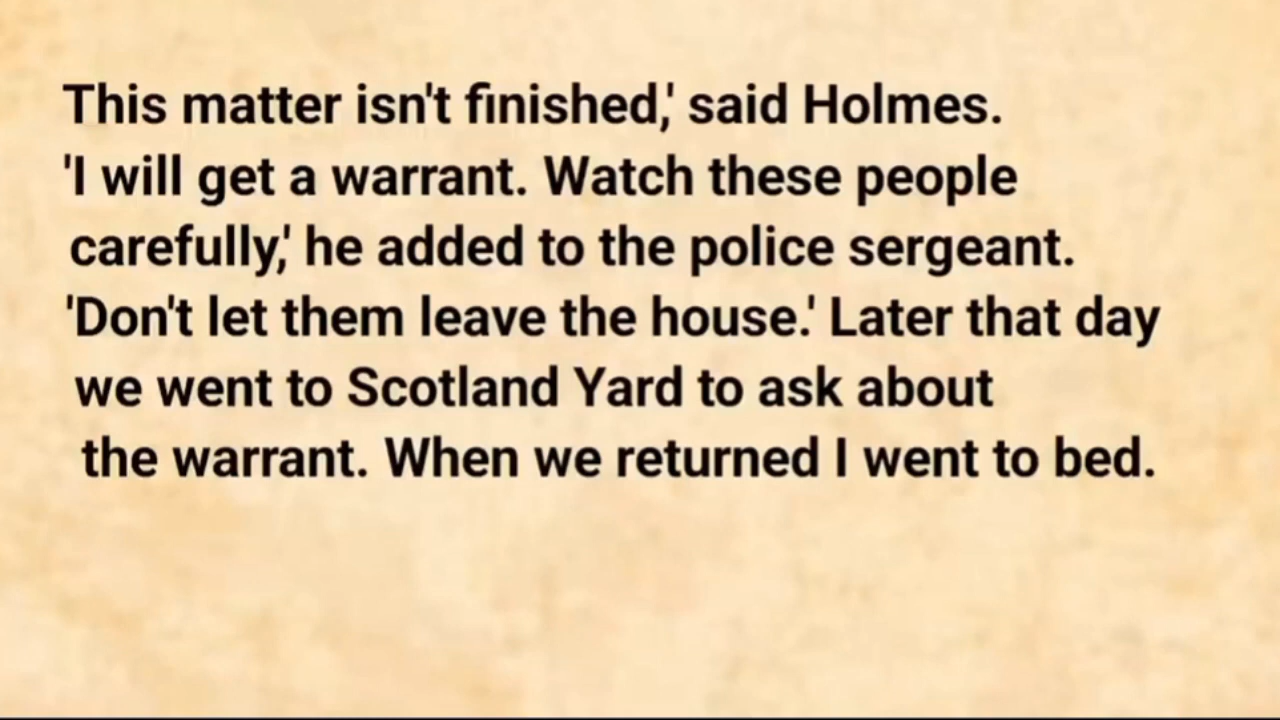 This matter isn't finished,' said Holmes.
'I will get a warrant. Watch these people
carefully,' he added to the police sergeant.
'Don't let them leave the house.' Later that day
we went to Scotland Yard to ask about
the warrant. When we returned I went to bed.